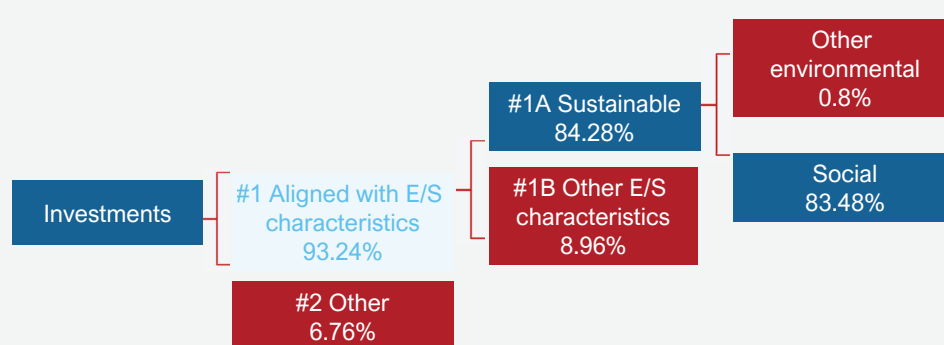 Investments
#1 Aligned with E/S
characteristics
93.24%
#2 Other
6.76%
#1A Sustainable
84.28%
#1B Other E/S
characteristics
8.96%
Other
environmental
0.8%
Social
83.48%